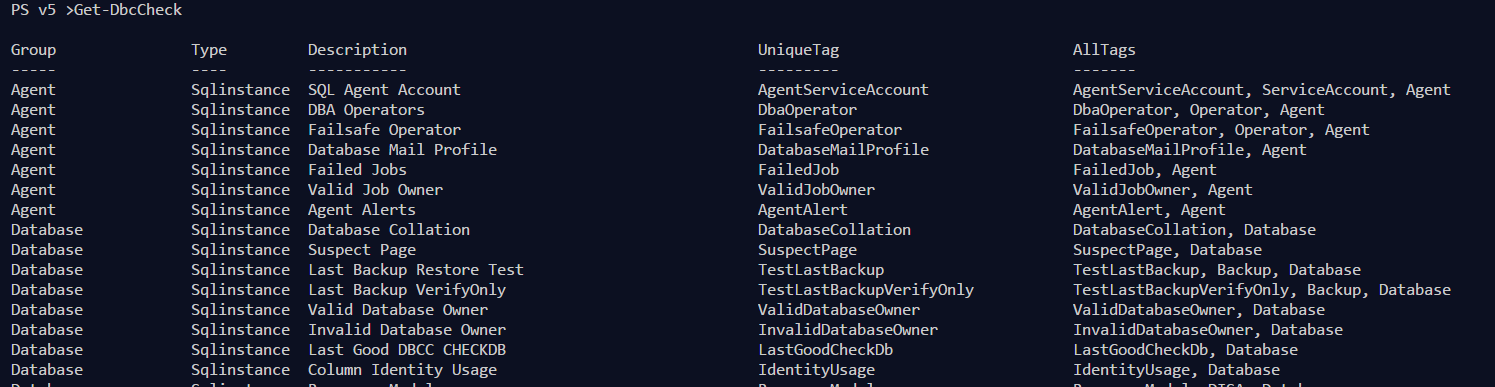 PS v5 >Get-DbcCheck
Group Type Description UniqueTag AllTags
----- ---- ----------- --------- -------
Agent Sqlinstance SQL Agent Account AgentServiceAccount AgentServiceAccount, ServiceAccount, Agent
Agent Sqlinstance DBA Operators DbaOperator DbaOperator, Operator, Agent
Agent Sqlinstance Failsafe Operator FailsafeOperator FailsafeOperator, Operator, Agent
Agent Sqlinstance Database Mail Profile DatabaseMailProfile DatabaseMailProfile, Agent
Agent Sqlinstance Failed Jobs FailedJob FailedJob, Agent
Agent Sqlinstance Valid Job Owner ValidJobOwner ValidJobOwner, Agent
Agent Sqlinstance Agent Alerts AgentAlert AgentAlert, Agent
Database Sqlinstance Database Collation DatabaseCollation DatabaseCollation, Database
Database Sqlinstance Suspect Page SuspectPage SuspectPage, Database
Database Sqlinstance Last Backup Restore Test TestLastBackup TestLastBackup, Backup, Database
Database Sqlinstance Last Backup VerifyOnly TestLastBackupVerifyOnly TestLastBackupVerifyOnly, Backup, Database
Database Sqlinstance Valid Database Owner ValidDatabaseOwner ValidDatabaseOwner, Database
Database Sqlinstance Invalid Database Owner InvalidDatabaseOwner InvalidDatabaseOwner, Database
Database Sqlinstance Last Good DBCC CHECKDB LastGoodCheckDb LastGoodCheckDb, Database
Database Sqlinstance Column Identity Usage IdentityUsage IdentityUsage, Database